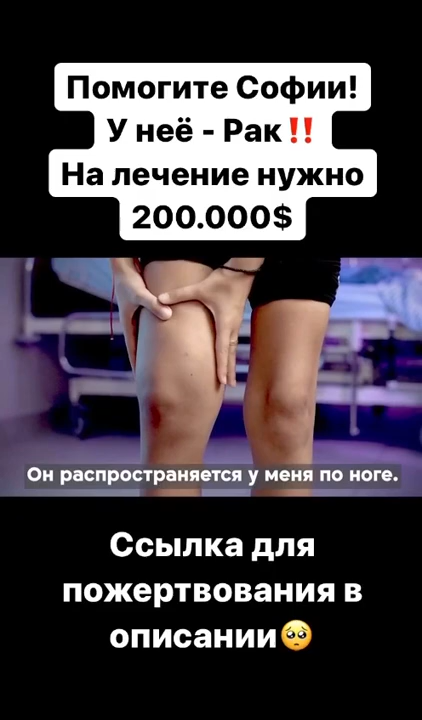 Помогите Софии!
У неё - Рак‼️
На лечение нужно
200.000$
Он распространяется у меня по ноге.
Ссылка для
пожертвования в
описании🥺